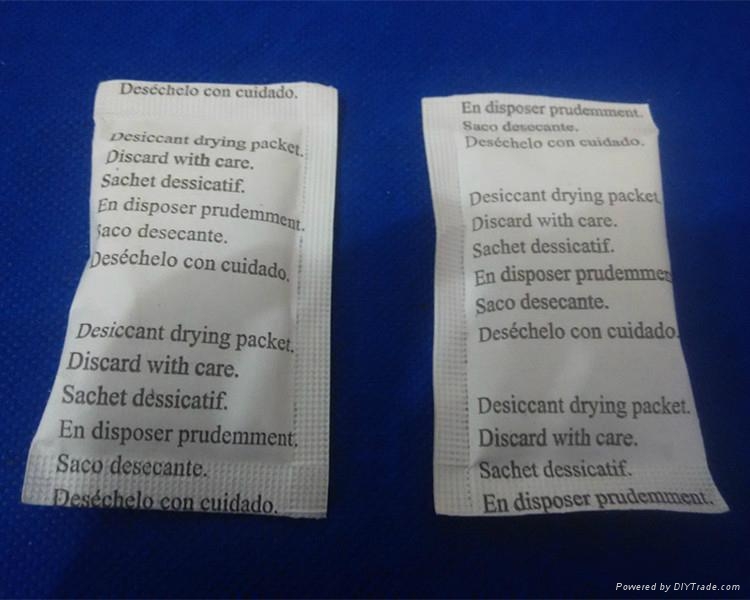 Deséchelo con cuidado.
Desiccant drying packet.
Discard with care.
Sachet dessicatif.
En disposer prudemment.
Saco desecante.
Deséchelo con cuidado.
Desiccant drying packet.
Discard with care.
Sachet dessicatif.
En disposer prudemment.
Saco desecante.
Deséchelo con cuidado.
En disposer prudemment.
Saco desecante.
Deséchelo con cuidado.
Desiccant drying packet
Discard with care.
Sachet dessicatif.
En disposer prudemmen
Saco desecante.
Deséchelo con cuidado.
Desiccant drying packet.
Discard with care.
Sachet dessicatif.
En disposer prudemment.
Powered by DIYTrade.com